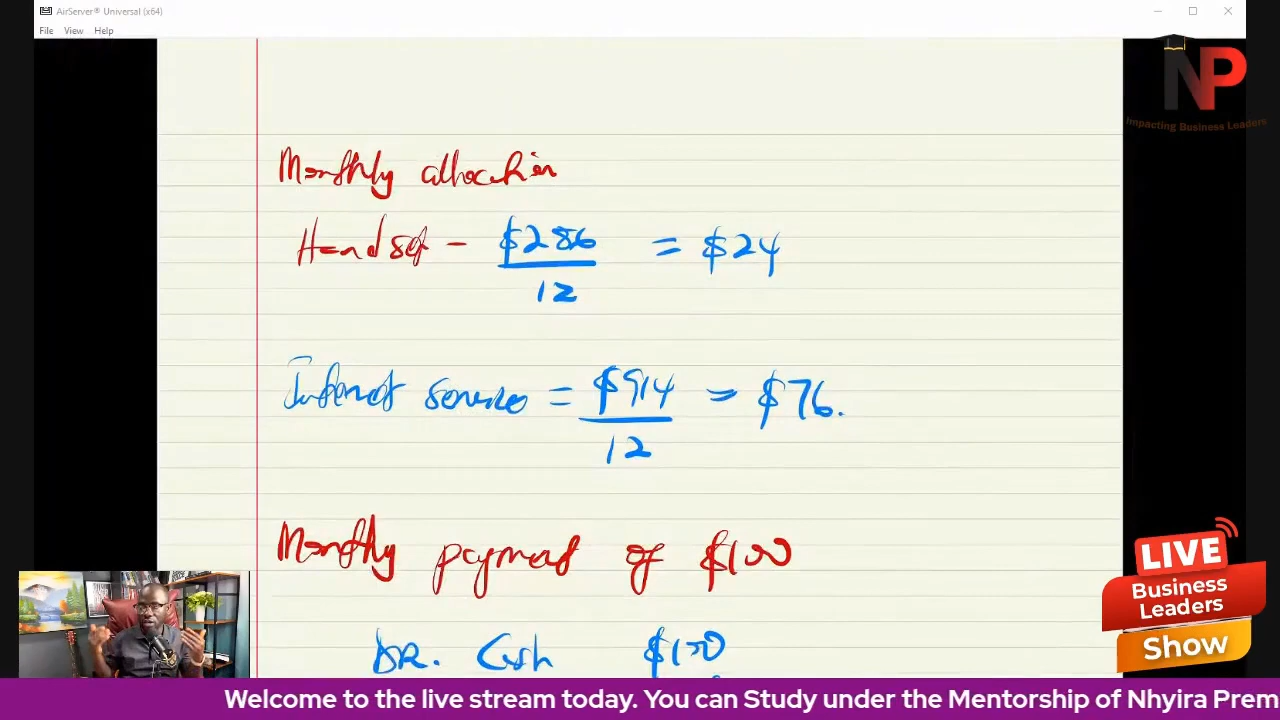 AirServer® Universal (x64)
File View Help
NP
Impacting Business Leaders
Monthly allocation
Handset - $286 / 12 = $24
Internet service = $914 / 12 = $76.
Monthly payment of $100
DR. Cash $100
LIVE
Business
Leaders
Show
Welcome to the live stream today. You can Study under the Mentorship of Nhyira Prem